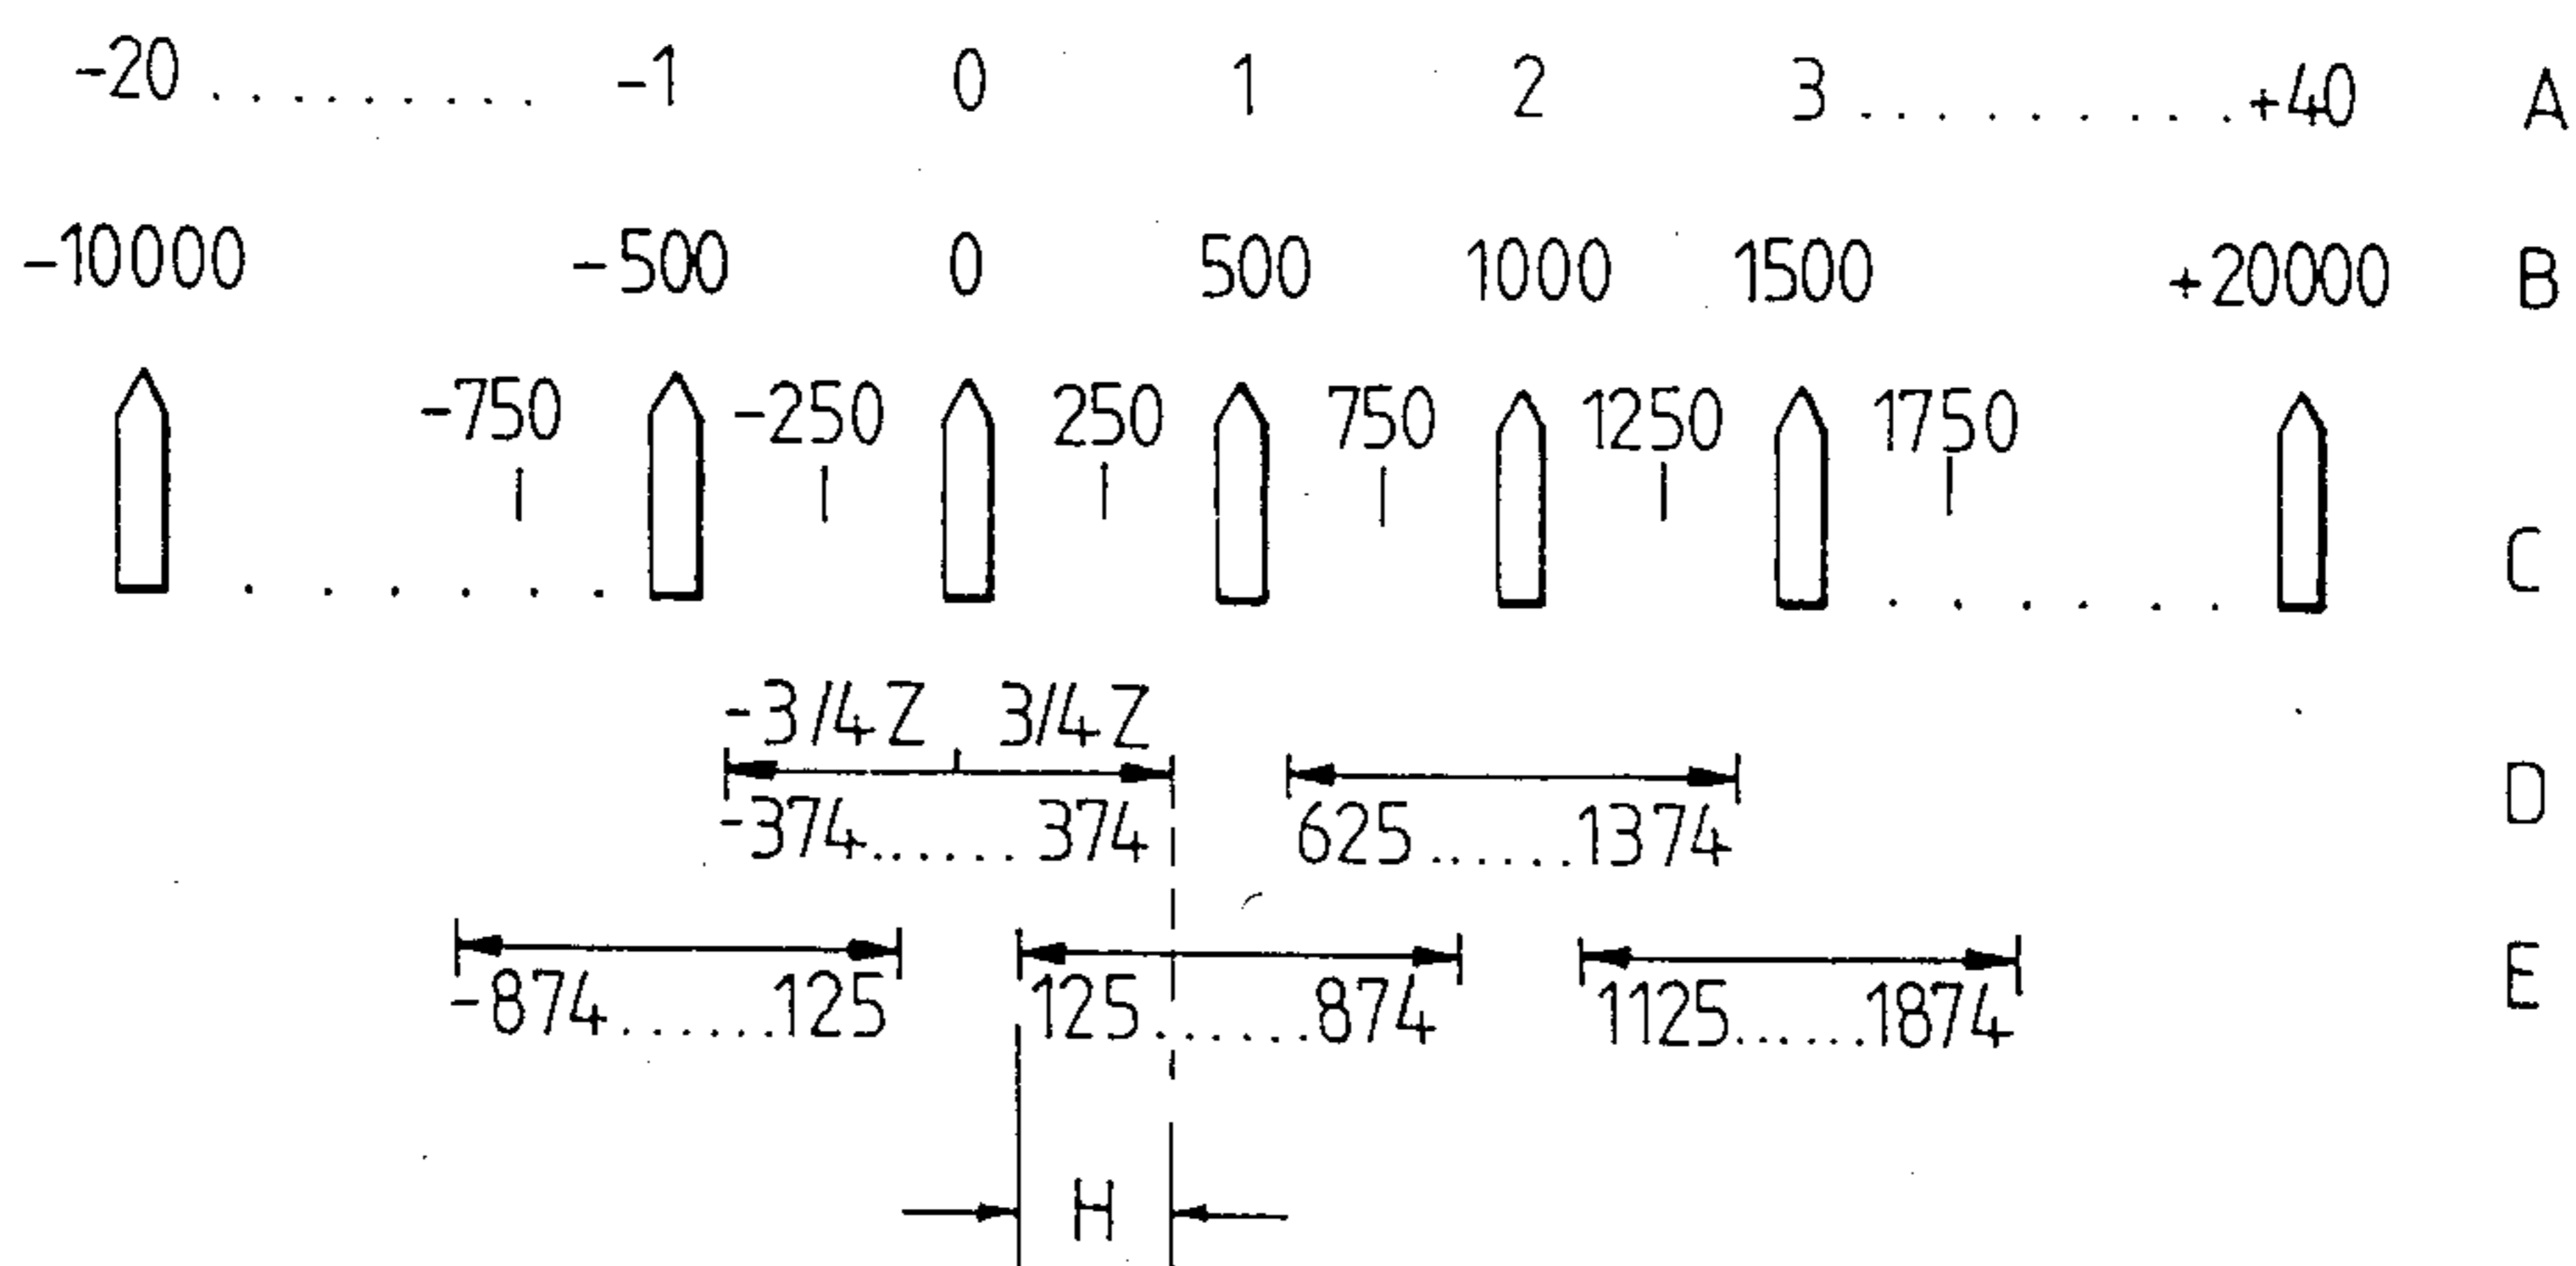 -20 ......... -1 0 1 2 3 ......... +40 A
-10000 -500 0 500 1000 1500 +20000 B
-750 -250 250 750 1250 1750
C
-3/4Z 3/4Z
D
-374...... 374 625......1374
E
-874......125 125......874 1125......1874
H